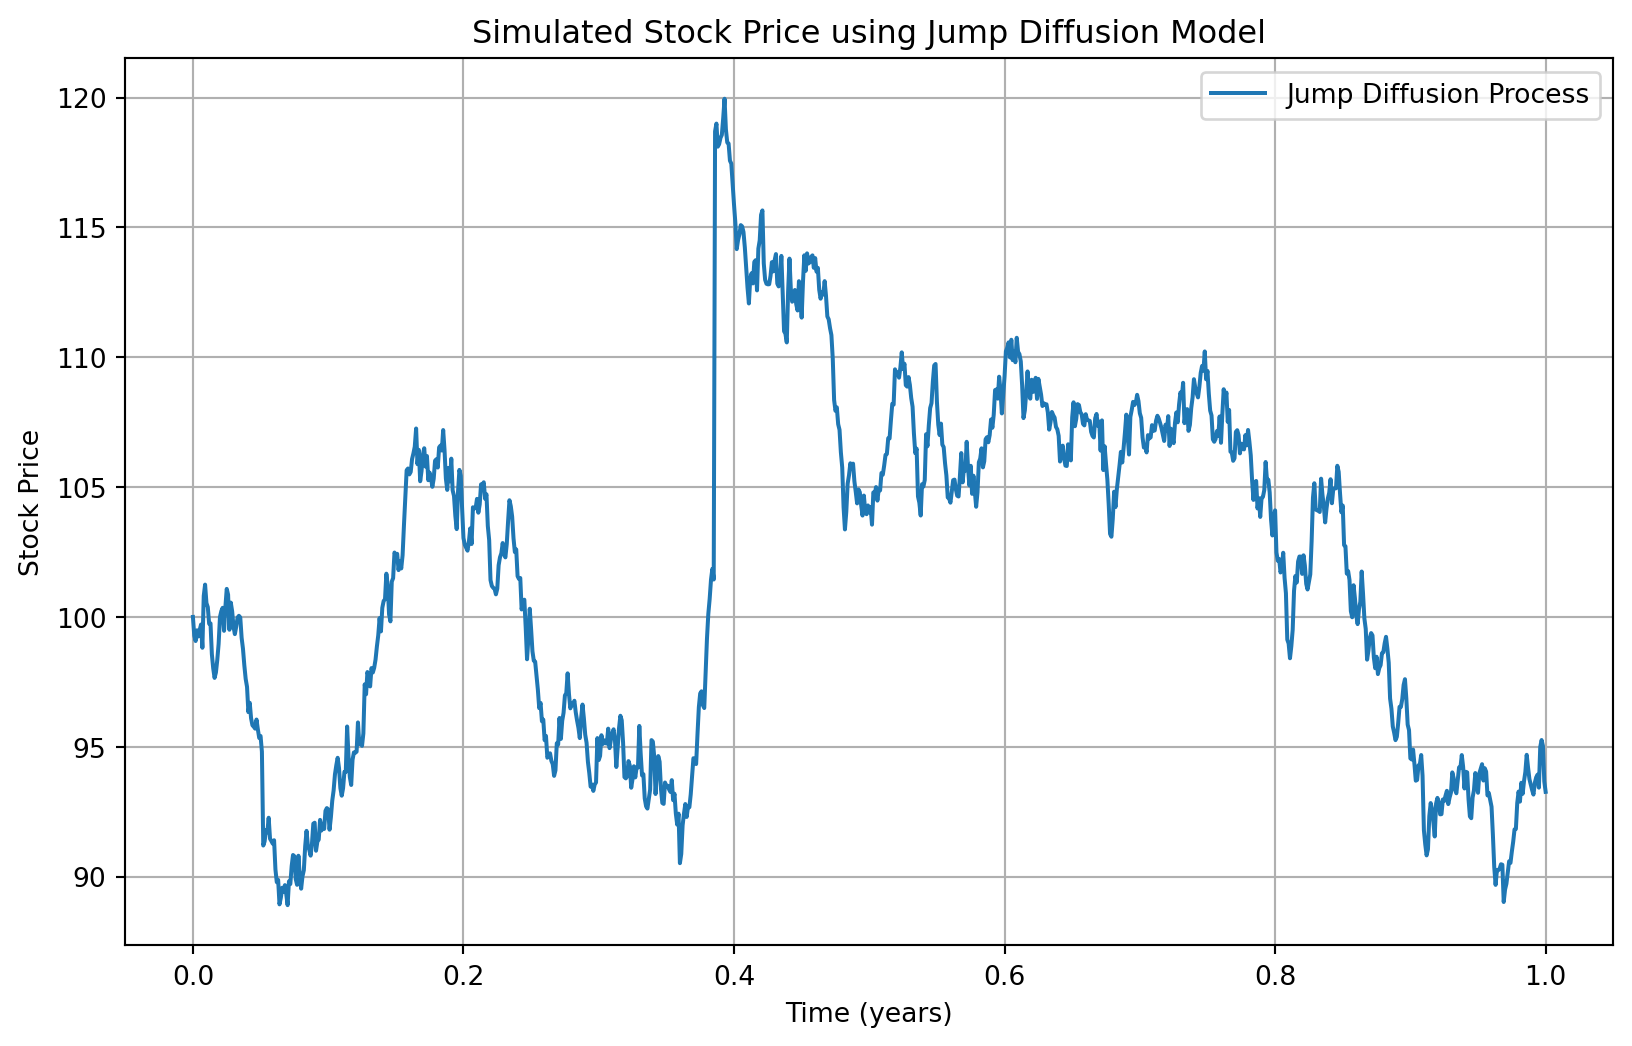 Simulated Stock Price using Jump Diffusion Model
Jump Diffusion Process
120
115
110
105
100
95
90
Stock Price
0.0 0.2 0.4 0.6 0.8 1.0
Time (years)